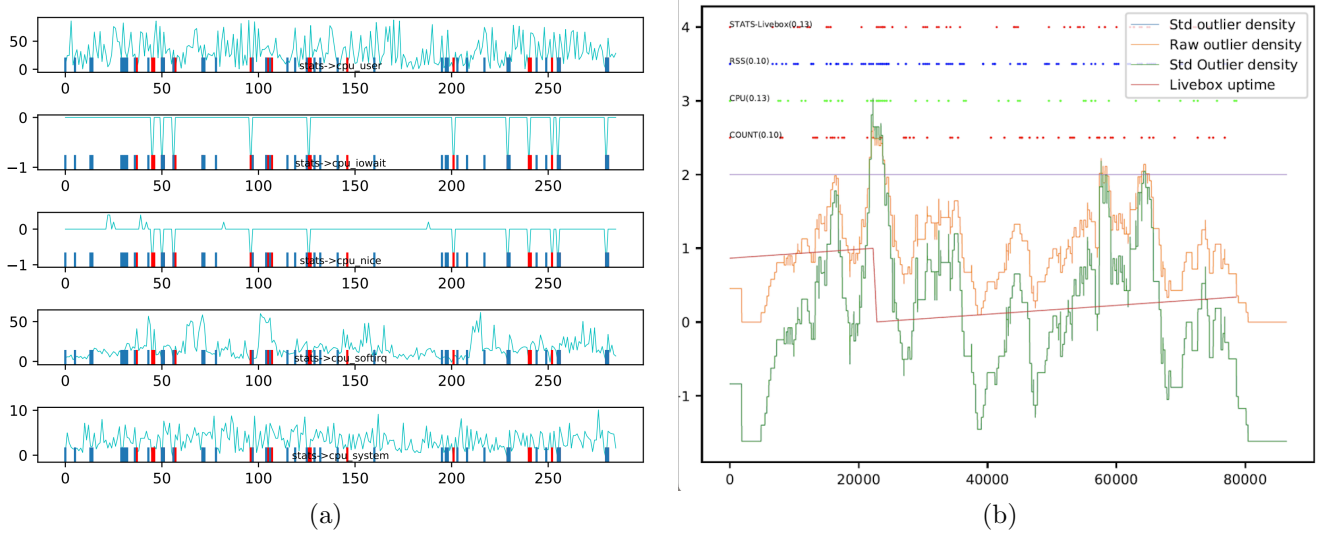 50
0
stats->cpu_user
0 50 100 150 200 250
0
−1
stats->cpu_iowait
0 50 100 150 200 250
0
−1
stats->cpu_nice
0 50 100 150 200 250
50
0
stats->cpu_softirq
0 50 100 150 200 250
10
0
stats->cpu_system
0 50 100 150 200 250
(a)
4
3
2
1
0
-1
STATS-Livebox(0.13)
RSS(0.10)
CPU(0.13)
COUNT(0.10)
Std outlier density
Raw outlier density
Std Outlier density
Livebox uptime
0 20000 40000 60000 80000
(b)